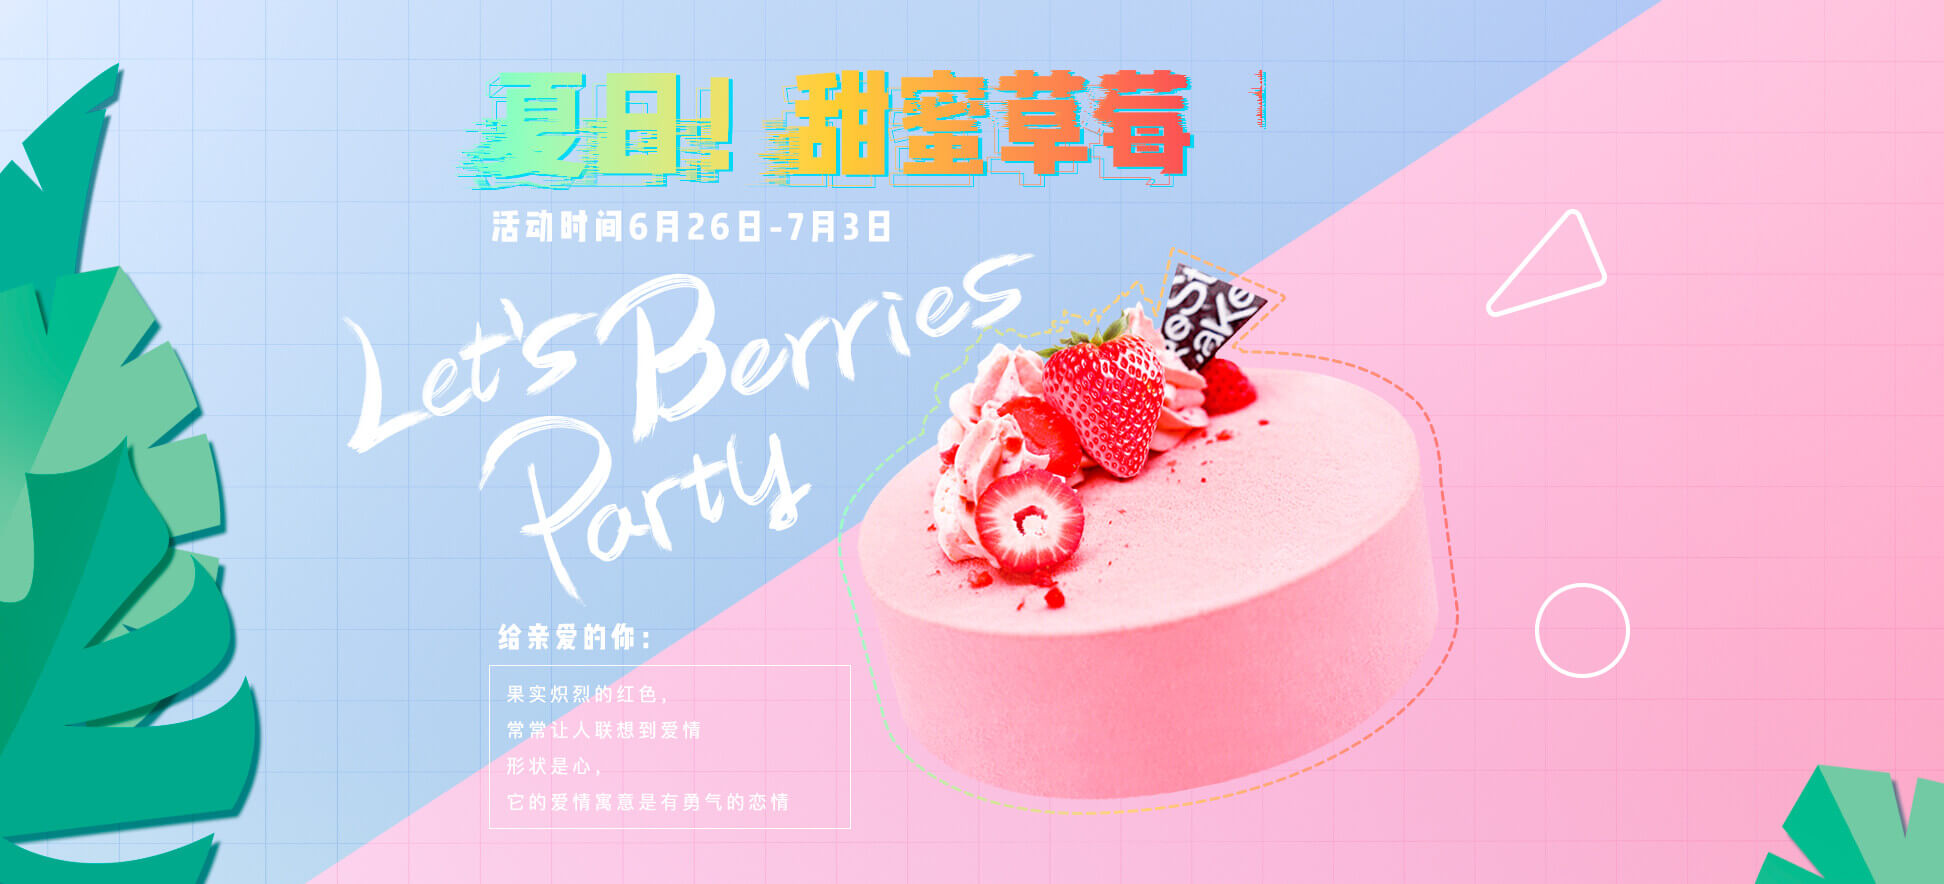 夏日！甜蜜草莓
活动时间6月26日-7月3日
Let's Berries
Party
给亲爱的你：
果实炽烈的红色，
常常让人联想到爱情
形状是心，
它的爱情寓意是有勇气的恋情